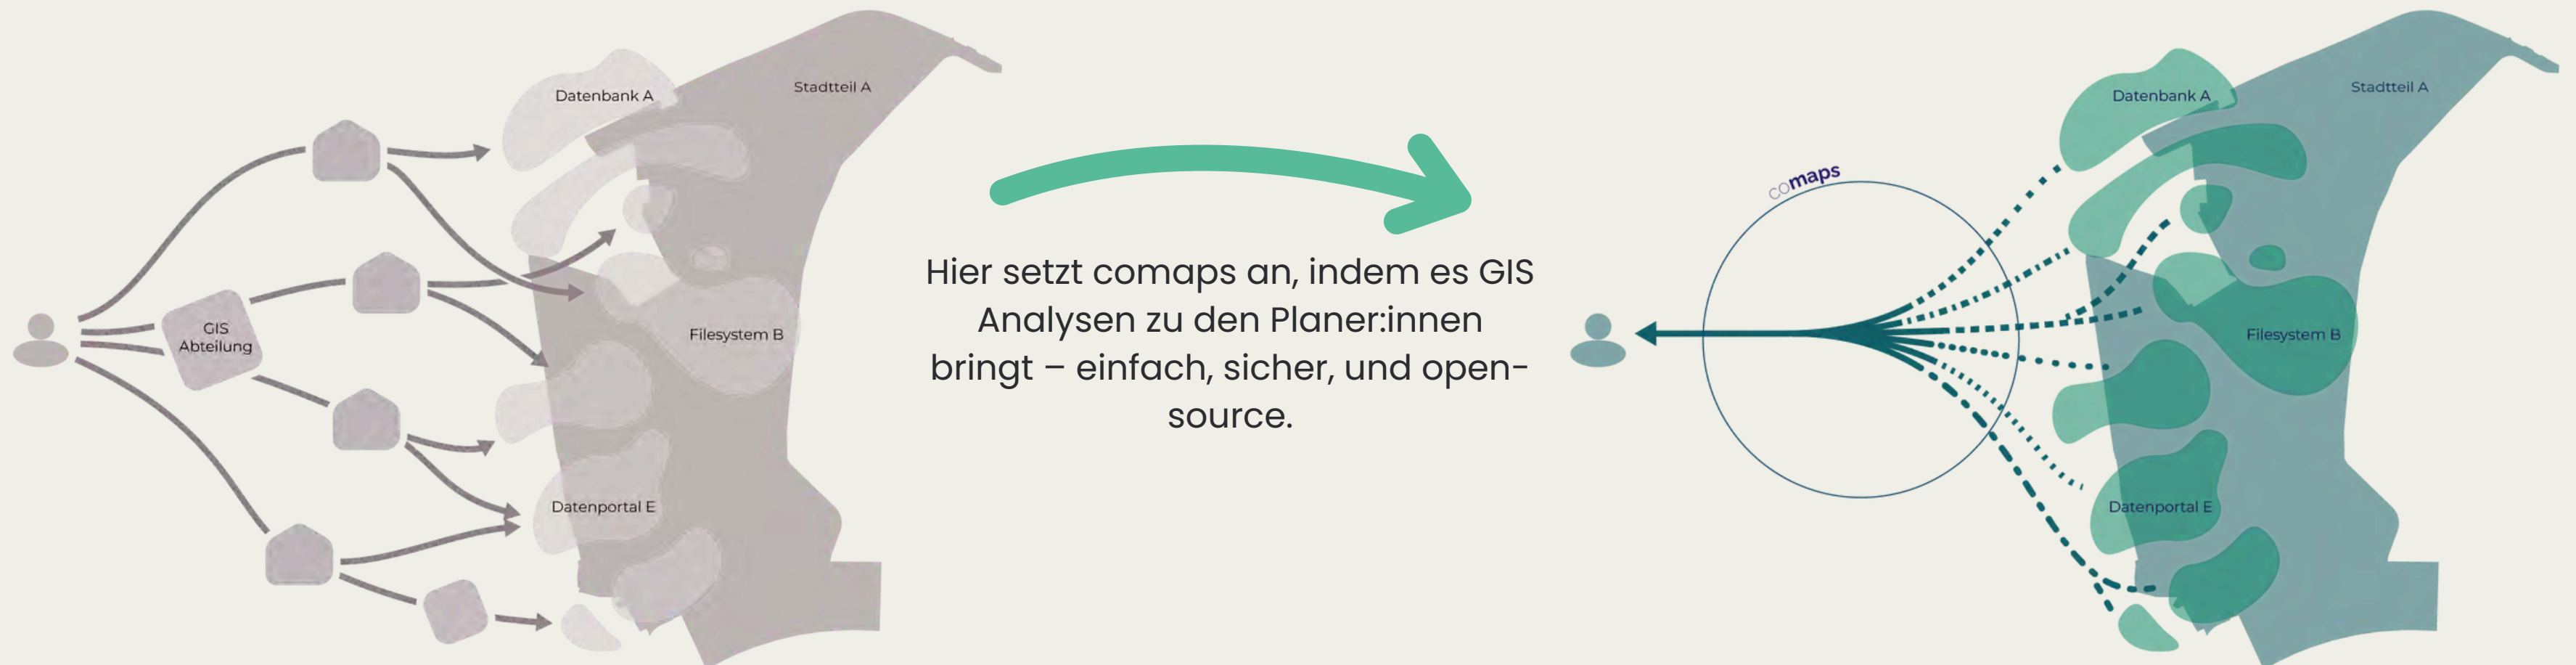 Datenbank A
Stadtteil A
GIS
Abteilung
Filesystem B
Datenportal E
Hier setzt comaps an, indem es GIS
Analysen zu den Planer:innen
bringt – einfach, sicher, und open-
source.
comaps
Datenbank A
Stadtteil A
Filesystem B
Datenportal E